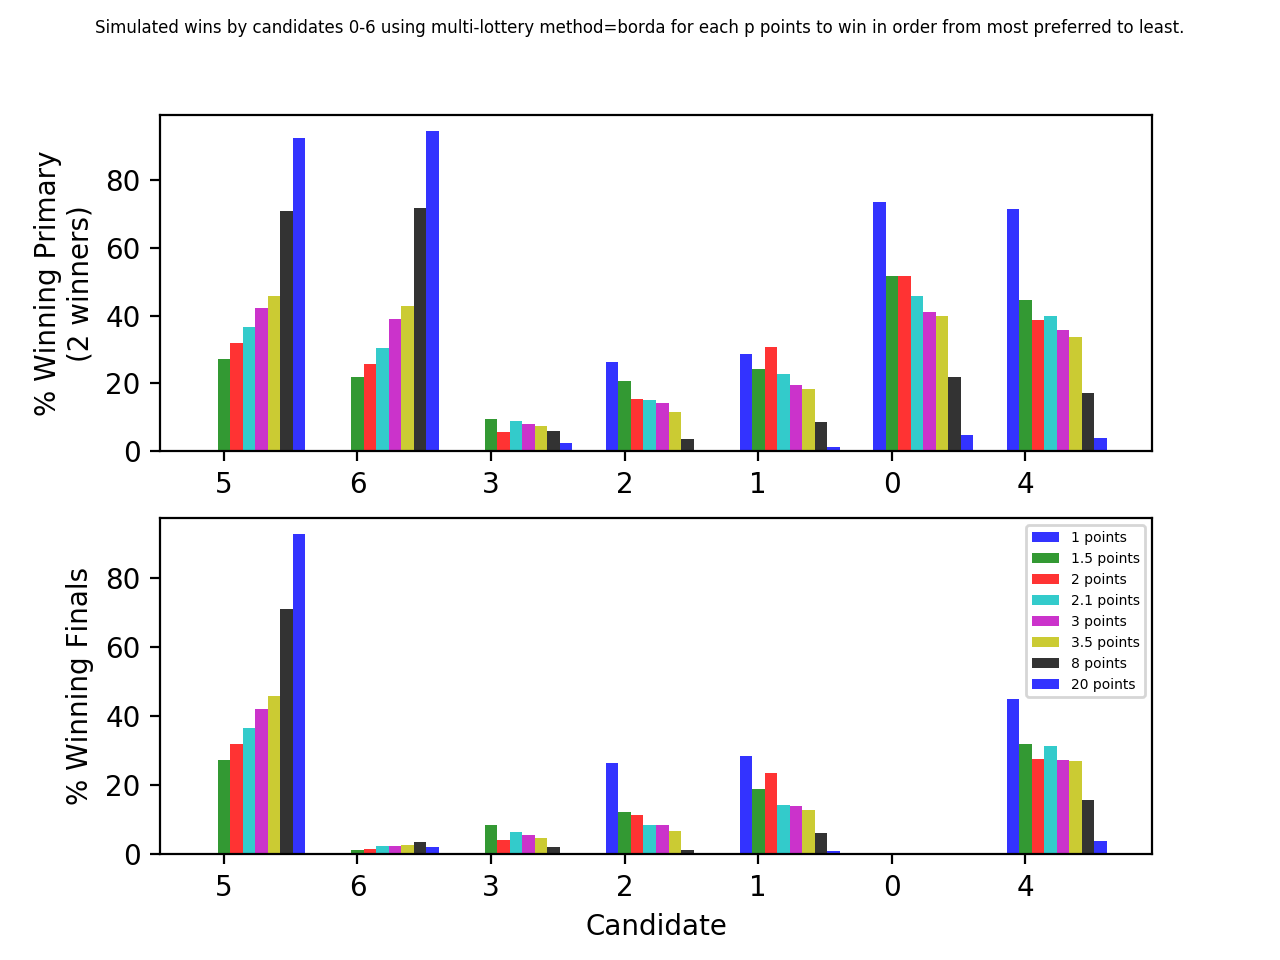 Simulated wins by candidates 0-6 using multi-lottery method=borda for each p points to win in order from most preferred to least.
% Winning Primary
(2 winners)
80
60
40
20
0
5 6 3 2 1 0 4
% Winning Finals
80
60
40
20
0
1 points
1.5 points
2 points
2.1 points
3 points
3.5 points
8 points
20 points
5 6 3 2 1 0 4
Candidate